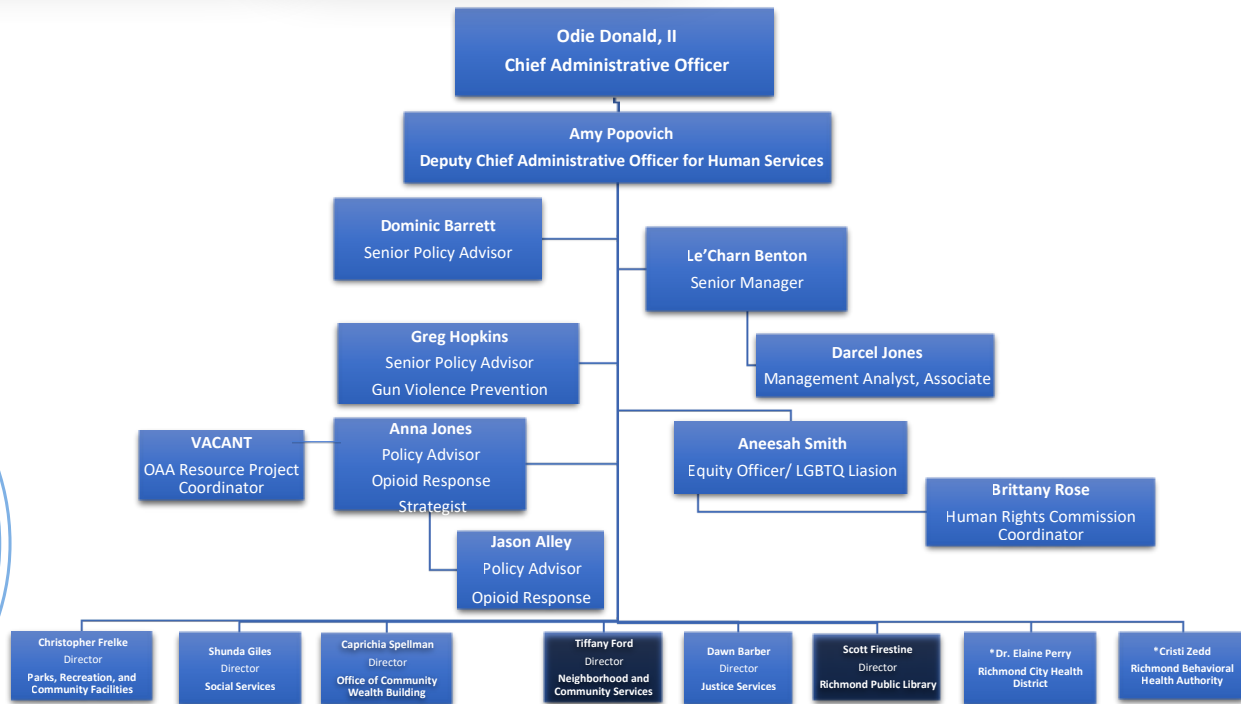 Odie Donald, II
Chief Administrative Officer
Amy Popovich
Deputy Chief Administrative Officer for Human Services
Dominic Barrett
Senior Policy Advisor
Le’Charn Benton
Senior Manager
Greg Hopkins
Senior Policy Advisor
Gun Violence Prevention
Darcel Jones
Management Analyst, Associate
VACANT
OAA Resource Project
Coordinator
Anna Jones
Policy Advisor
Opioid Response
Strategist
Aneesah Smith
Equity Officer/ LGBTQ Liasion
Brittany Rose
Human Rights Commission
Coordinator
Jason Alley
Policy Advisor
Opioid Response
Christopher Frelke
Director
Parks, Recreation, and
Community Facilities
Shunda Giles
Director
Social Services
Caprichia Spellman
Director
Office of Community
Wealth Building
Tiffany Ford
Director
Neighborhood and
Community Services
Dawn Barber
Director
Justice Services
Scott Firestine
Director
Richmond Public Library
*Dr. Elaine Perry
Richmond City Health
District
*Cristi Zedd
Richmond Behavioral
Health Authority